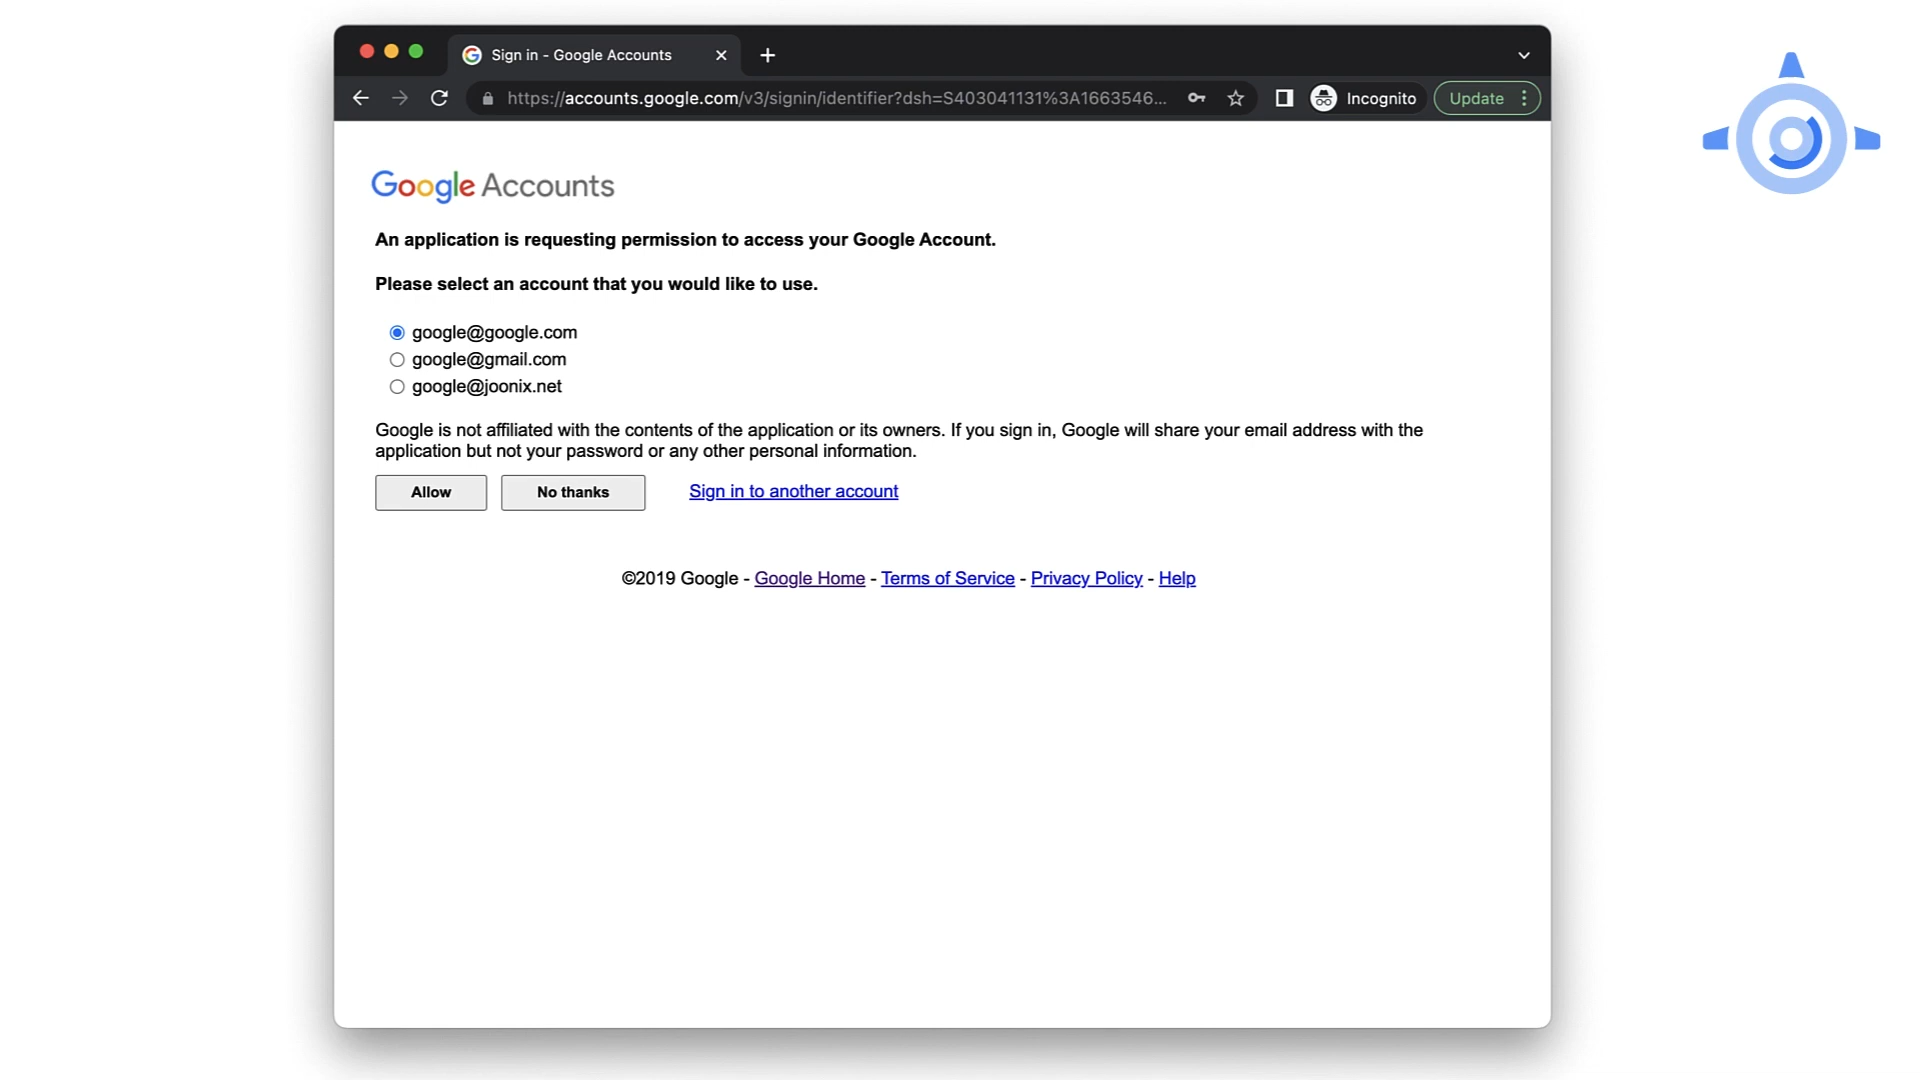 Sign in - Google Accounts
https://accounts.google.com/v3/signin/identifier?dsh=S403041131%3A1663546...
Incognito
Update
Google Accounts
An application is requesting permission to access your Google Account.
Please select an account that you would like to use.
google@google.com
google@gmail.com
google@joonix.net
Google is not affiliated with the contents of the application or its owners. If you sign in, Google will share your email address with the
application but not your password or any other personal information.
Allow
No thanks
Sign in to another account
©2019 Google - Google Home - Terms of Service - Privacy Policy - Help